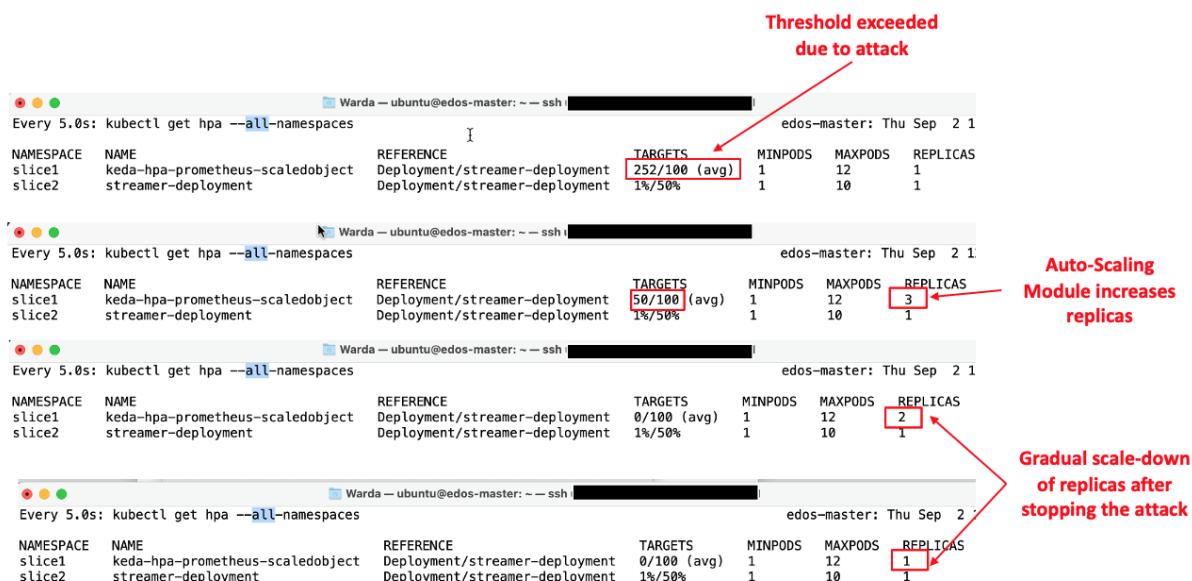 Threshold exceeded
due to attack
Warda — ubuntu@edos-master: ~ — ssh
Every 5.0s: kubectl get hpa --all-namespaces edos-master: Thu Sep 2 1
NAMESPACE NAME REFERENCE TARGETS MINPODS MAXPODS REPLICAS
slice1 keda-hpa-prometheus-scaledobject Deployment/streamer-deployment 252/100 (avg) 1 12 1
slice2 streamer-deployment Deployment/streamer-deployment 1%/50% 1 10 1
Warda — ubuntu@edos-master: ~ — ssh
Every 5.0s: kubectl get hpa --all-namespaces edos-master: Thu Sep 2 1
NAMESPACE NAME REFERENCE TARGETS MINPODS MAXPODS REPLICAS
slice1 keda-hpa-prometheus-scaledobject Deployment/streamer-deployment 50/100 (avg) 1 12 3
slice2 streamer-deployment Deployment/streamer-deployment 1%/50% 1 10 1
Auto-Scaling
Module increases
replicas
Warda — ubuntu@edos-master: ~ — ssh
Every 5.0s: kubectl get hpa --all-namespaces edos-master: Thu Sep 2 1
NAMESPACE NAME REFERENCE TARGETS MINPODS MAXPODS REPLICAS
slice1 keda-hpa-prometheus-scaledobject Deployment/streamer-deployment 0/100 (avg) 1 12 2
slice2 streamer-deployment Deployment/streamer-deployment 1%/50% 1 10 1
Gradual scale-down
of replicas after
stopping the attack
Warda — ubuntu@edos-master: ~ — ssh
Every 5.0s: kubectl get hpa --all-namespaces edos-master: Thu Sep 2
NAMESPACE NAME REFERENCE TARGETS MINPODS MAXPODS REPLICAS
slice1 keda-hpa-prometheus-scaledobject Deployment/streamer-deployment 0/100 (avg) 1 12 1
slice2 streamer-deployment Deployment/streamer-deployment 1%/50% 1 10 1